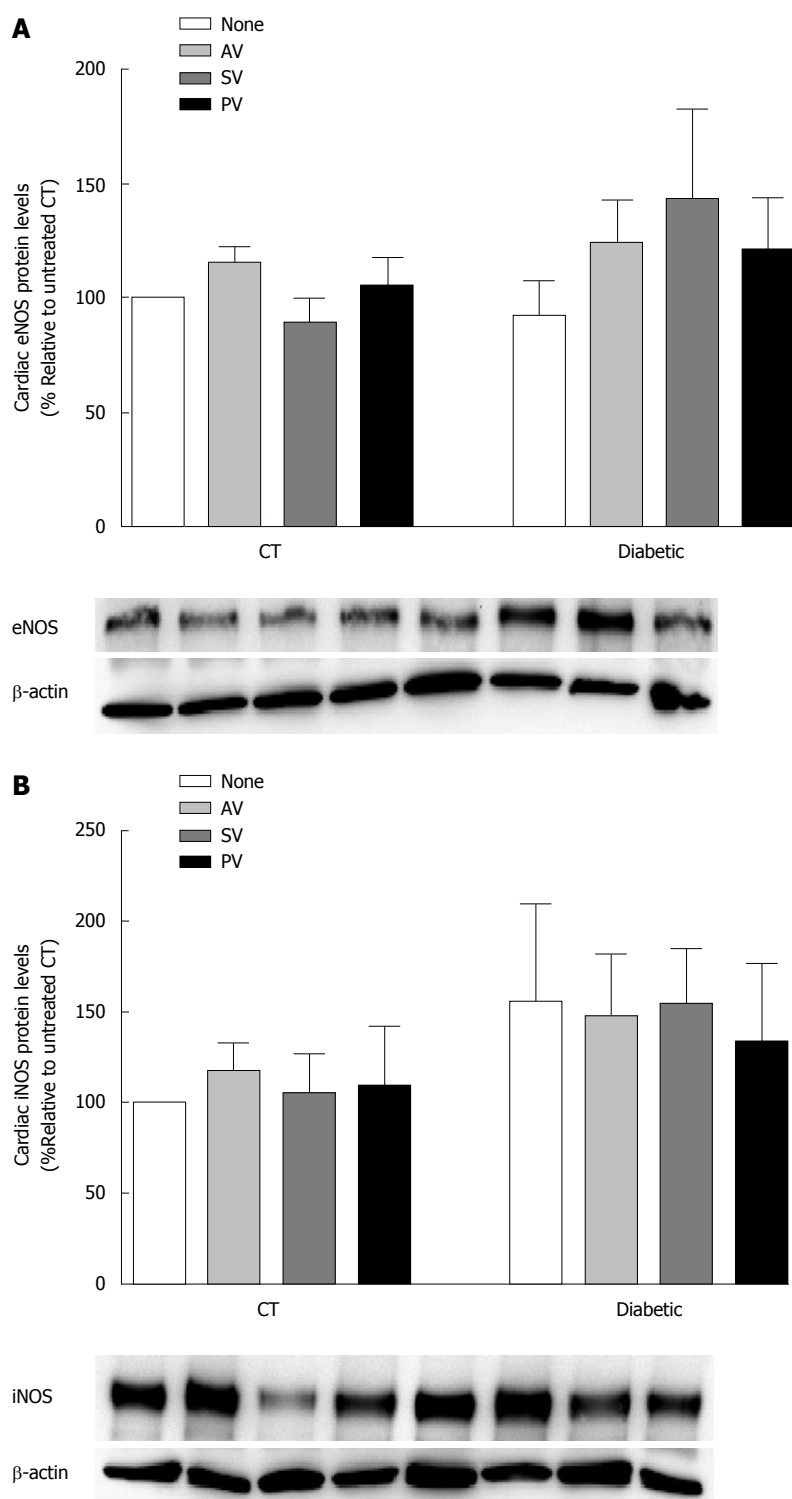 A
None
AV
SV
PV
200
150
100
50
0
Cardiac eNOS protein levels
(% Relative to untreated CT)
CT Diabetic
eNOS
β-actin
B
None
AV
SV
PV
250
200
150
100
50
0
Cardiac iNOS protein levels
(%Relative to untreated CT)
CT Diabetic
iNOS
β-actin